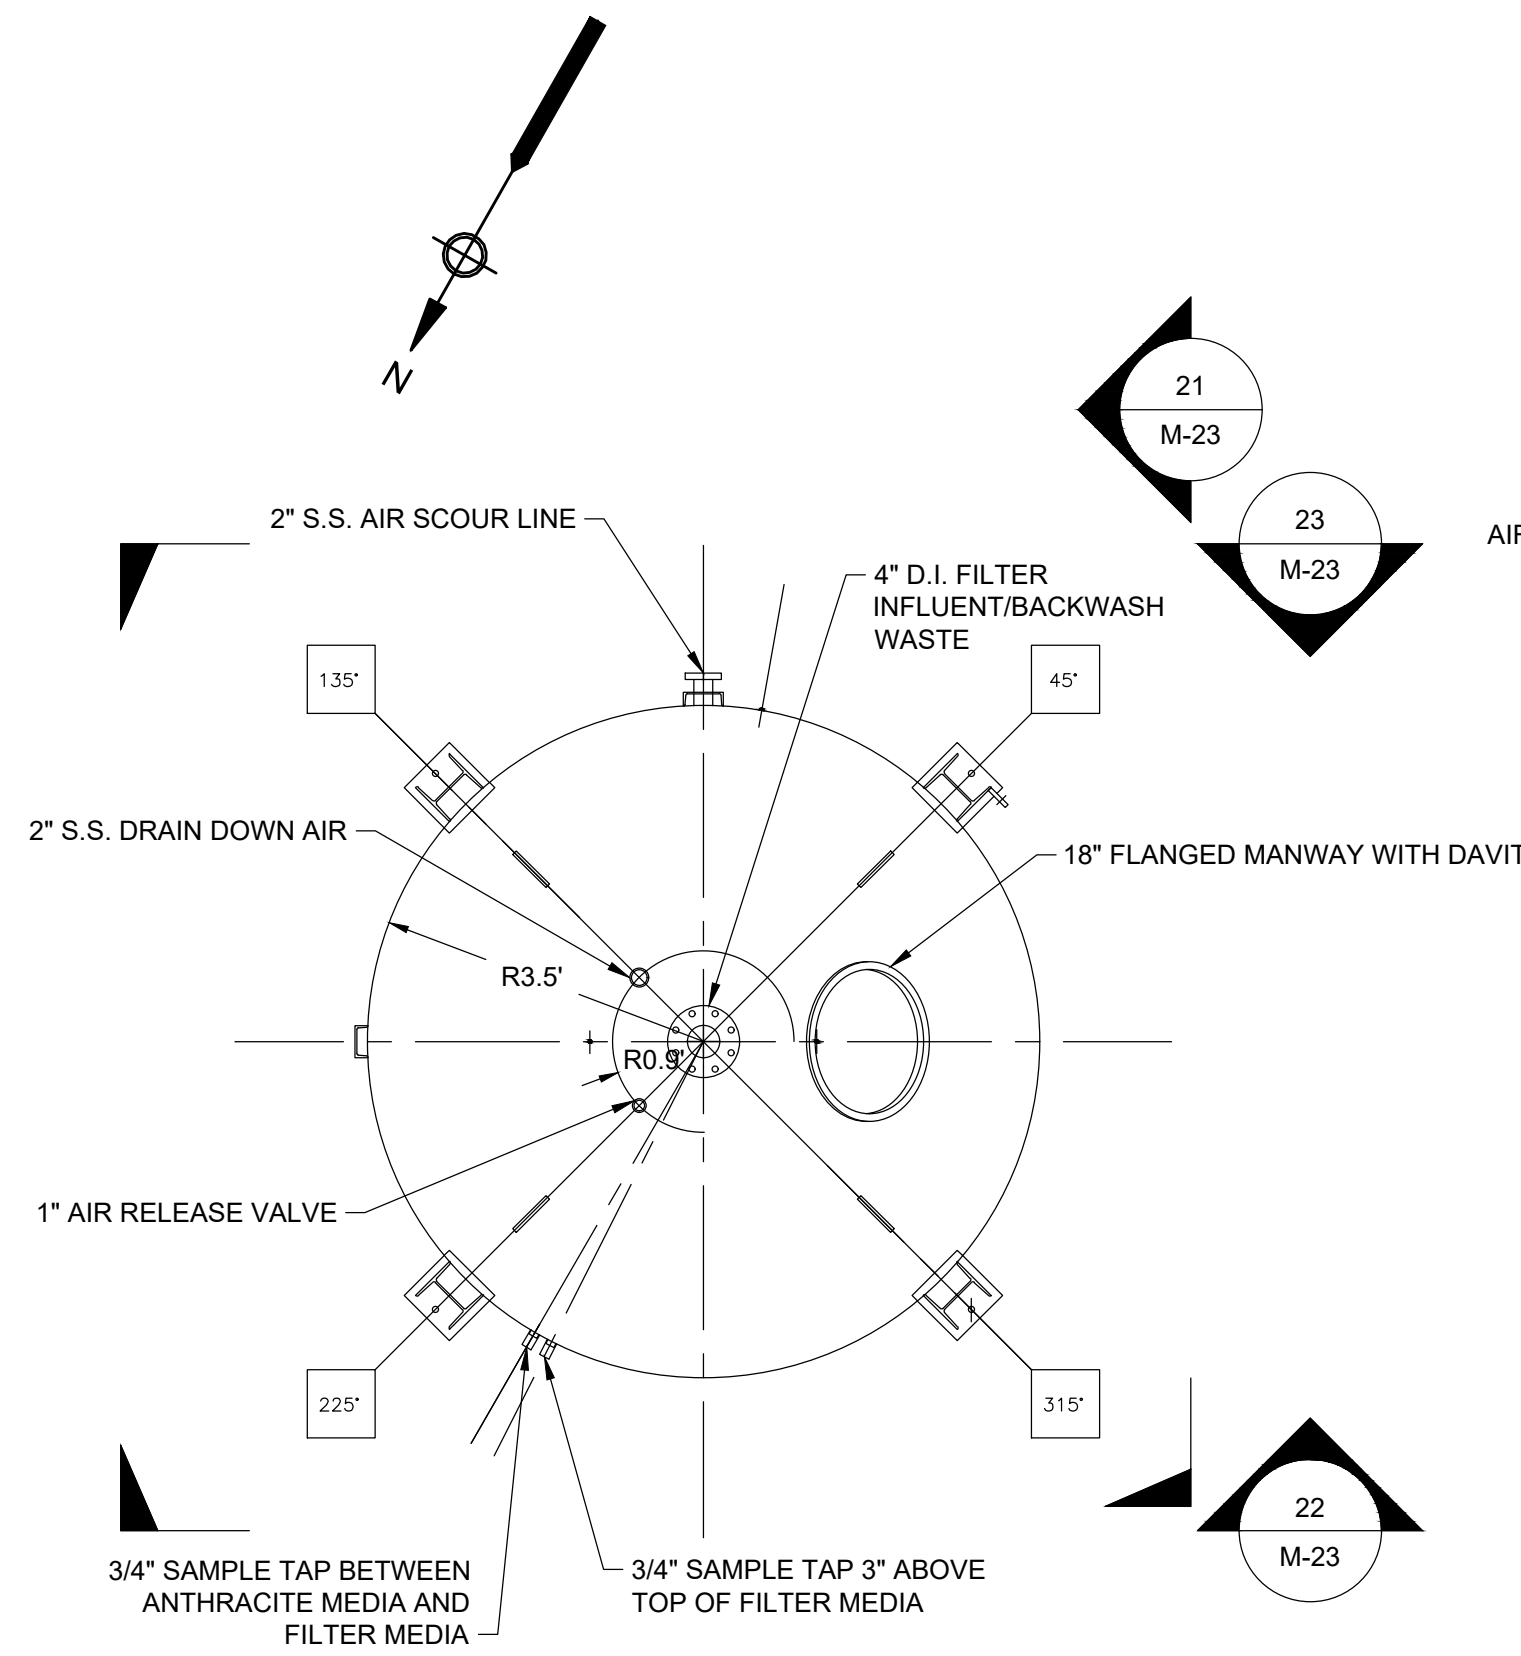 N
21
M-23
23
M-23
2" S.S. AIR SCOUR LINE
4" D.I. FILTER
INFLUENT/BACKWASH
WASTE
135°
45°
2" S.S. DRAIN DOWN AIR
18" FLANGED MANWAY WITH DAVIT
R3.5'
R0.9'
1" AIR RELEASE VALVE
225°
315°
22
M-23
3/4" SAMPLE TAP BETWEEN
ANTHRACITE MEDIA AND
FILTER MEDIA
3/4" SAMPLE TAP 3" ABOVE
TOP OF FILTER MEDIA